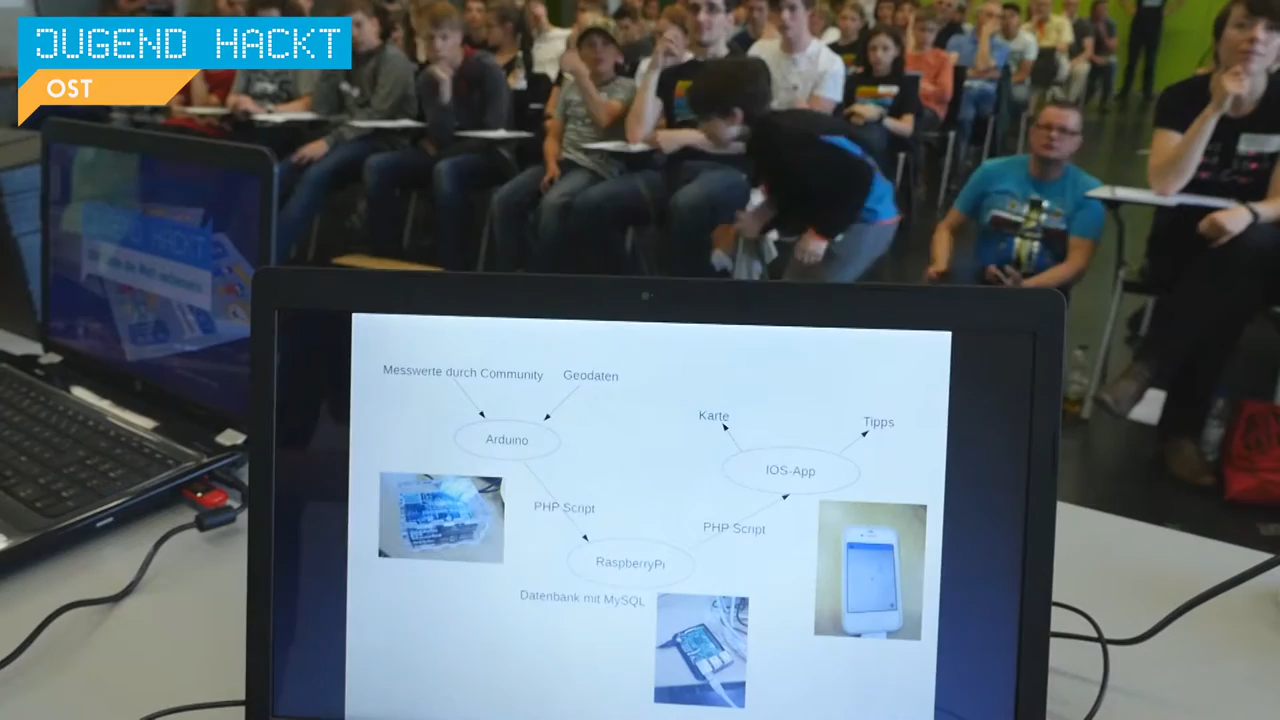 JUGEND HACKT
OST
Messwerte durch Community
Geodaten
Karte
Tipps
Arduino
IOS-App
PHP Script
PHP Script
RaspberryPi
Datenbank mit MySQL